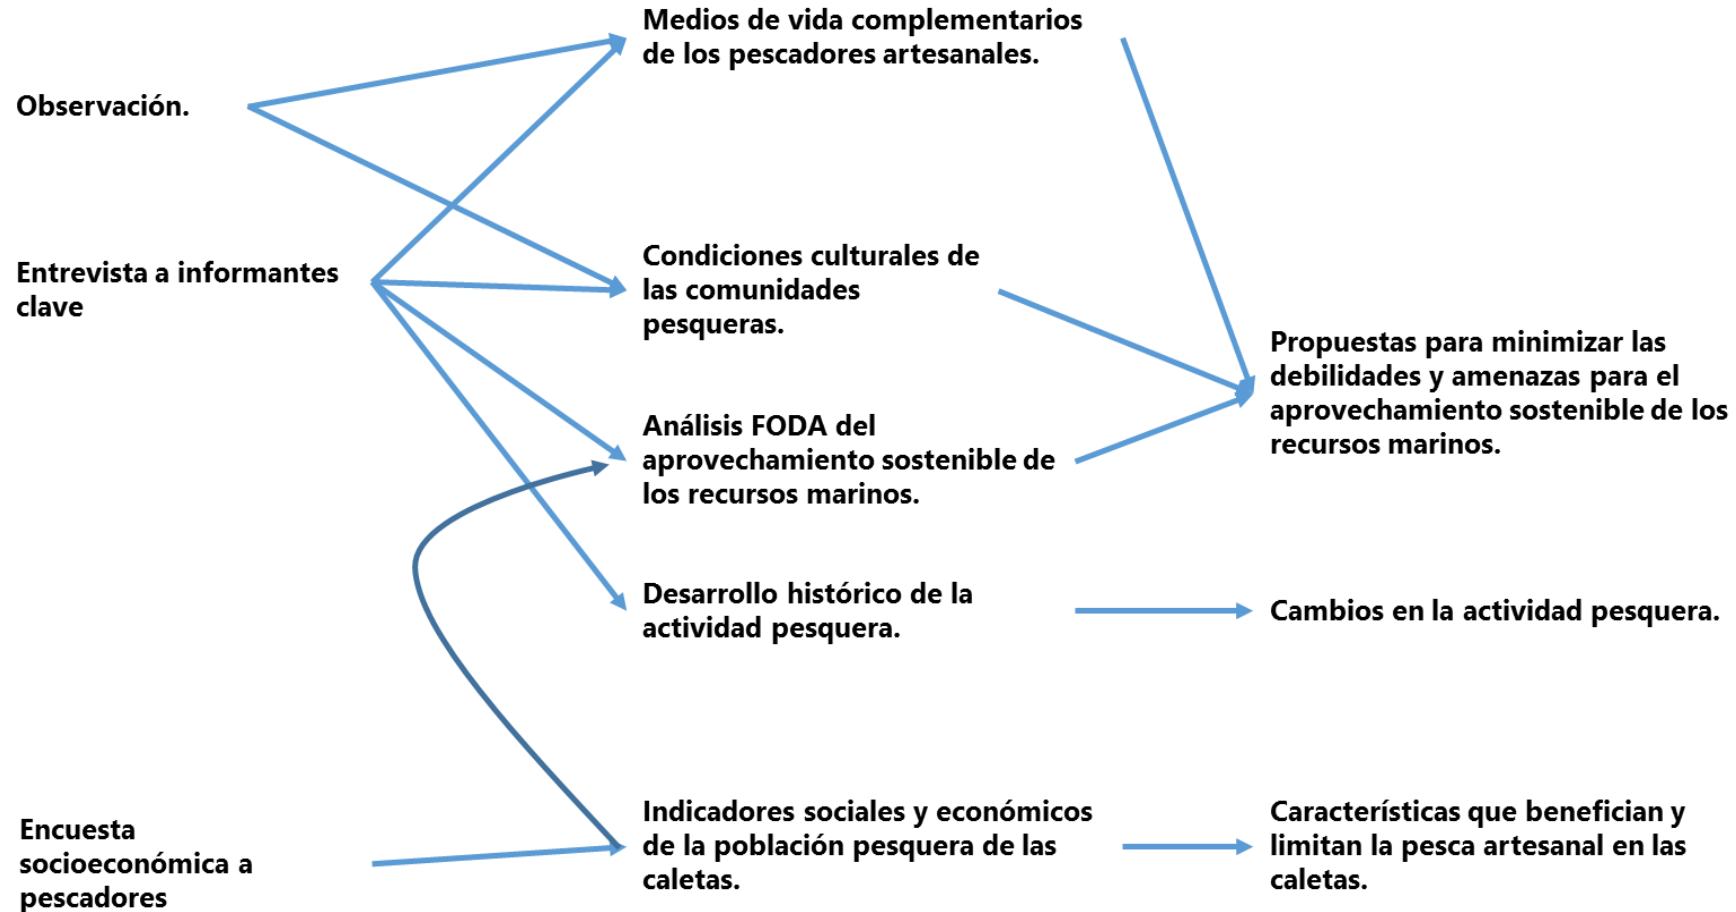 Observación.
Entrevista a informantes
clave
Encuesta
socioeconómica a
pescadores
Medios de vida complementarios
de los pescadores artesanales.
Condiciones culturales de
las comunidades
pesqueras.
Análisis FODA del
aprovechamiento sostenible de
los recursos marinos.
Desarrollo histórico de la
actividad pesquera.
Indicadores sociales y económicos
de la población pesquera de las
caletas.
Propuestas para minimizar las
debilidades y amenazas para el
aprovechamiento sostenible de los
recursos marinos.
Cambios en la actividad pesquera.
Características que benefician y
limitan la pesca artesanal en las
caletas.